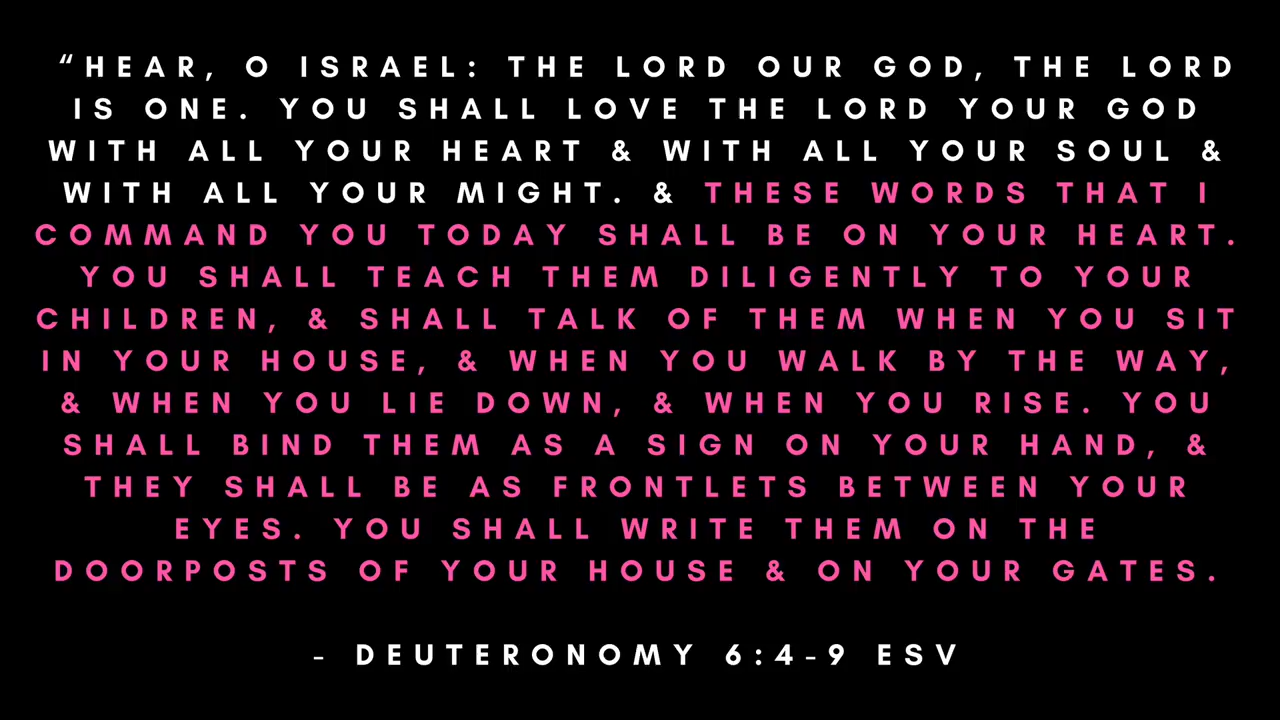 “HEAR, O ISRAEL: THE LORD OUR GOD, THE LORD
IS ONE. YOU SHALL LOVE THE LORD YOUR GOD
WITH ALL YOUR HEART & WITH ALL YOUR SOUL &
WITH ALL YOUR MIGHT. & THESE WORDS THAT I
COMMAND YOU TODAY SHALL BE ON YOUR HEART.
YOU SHALL TEACH THEM DILIGENTLY TO YOUR
CHILDREN, & SHALL TALK OF THEM WHEN YOU SIT
IN YOUR HOUSE, & WHEN YOU WALK BY THE WAY,
& WHEN YOU LIE DOWN, & WHEN YOU RISE. YOU
SHALL BIND THEM AS A SIGN ON YOUR HAND, &
THEY SHALL BE AS FRONTLETS BETWEEN YOUR
EYES. YOU SHALL WRITE THEM ON THE
DOORPOSTS OF YOUR HOUSE & ON YOUR GATES.
- DEUTERONOMY 6:4-9 ESV